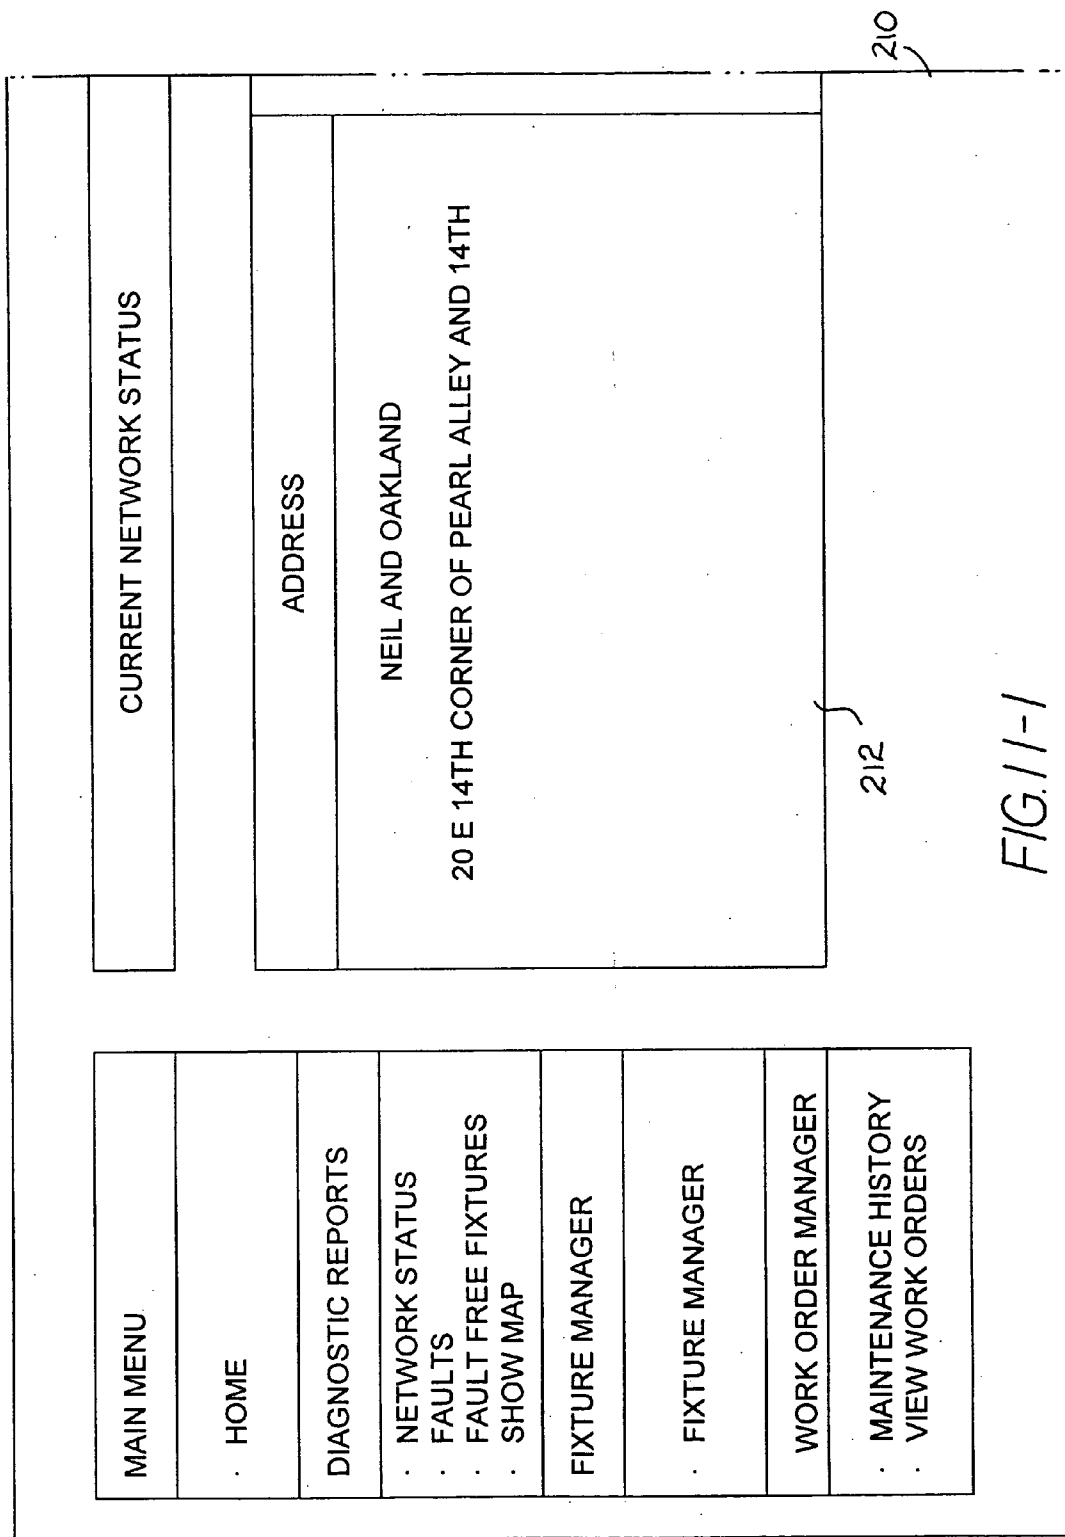 MAIN MENU
· HOME
DIAGNOSTIC REPORTS
· NETWORK STATUS
· FAULTS
· FAULT FREE FIXTURES
· SHOW MAP
FIXTURE MANAGER
· FIXTURE MANAGER
WORK ORDER MANAGER
· MAINTENANCE HISTORY
· VIEW WORK ORDERS
CURRENT NETWORK STATUS
ADDRESS
NEIL AND OAKLAND
20 E 14TH CORNER OF PEARL ALLEY AND 14TH
212
210
FIG. 11-1